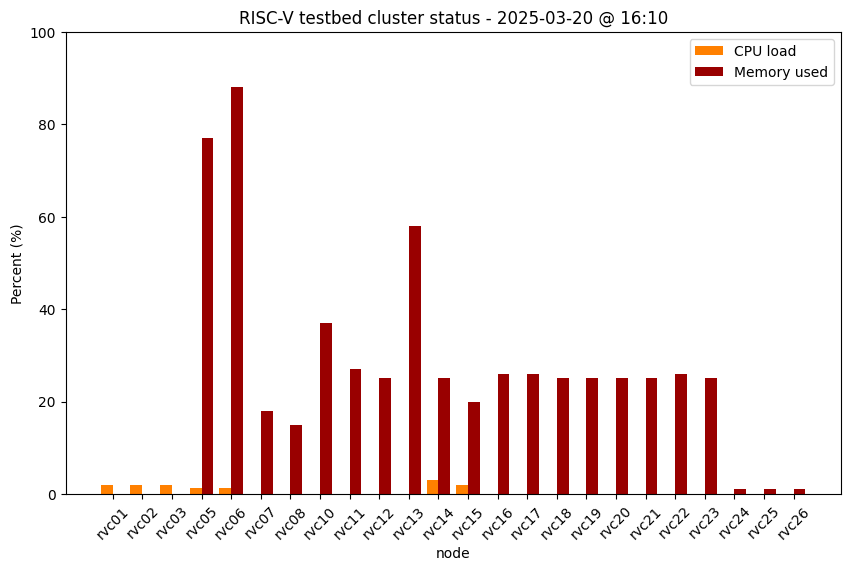 RISC-V testbed cluster status - 2025-03-20 @ 16:10
CPU load
Memory used
Percent (%)
100
80
60
40
20
0
rvc01
rvc02
rvc03
rvc05
rvc06
rvc07
rvc08
rvc10
rvc11
rvc12
rvc13
rvc14
rvc15
rvc16
rvc17
rvc18
rvc19
rvc20
rvc21
rvc22
rvc23
rvc24
rvc25
rvc26
node